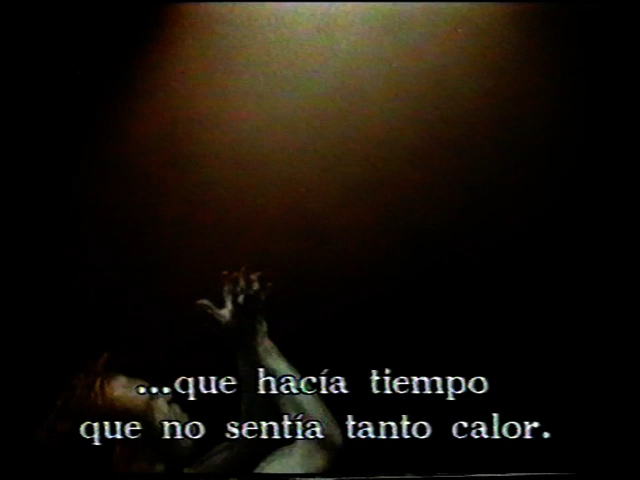 ...que hacía tiempo
que no sentía tanto calor.